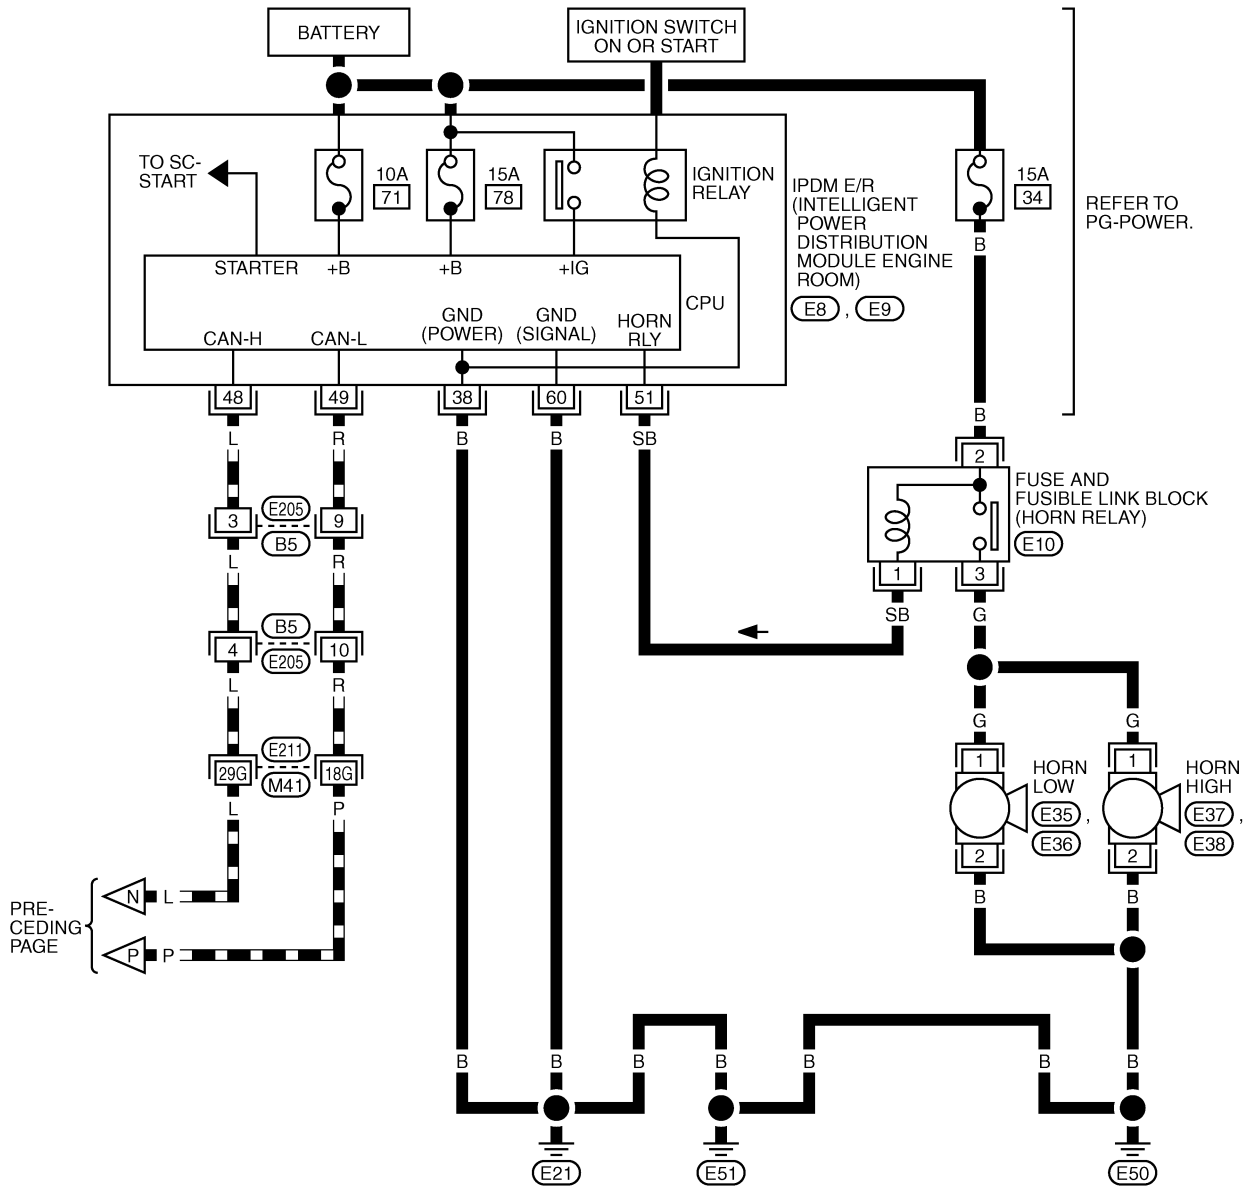 BATTERY
IGNITION SWITCH
ON OR START
TO SC-
START
10A
71
15A
78
IGNITION
RELAY
IPDM E/R
(INTELLIGENT
POWER
DISTRIBUTION
MODULE ENGINE
ROOM)
E8 , E9
15A
34
REFER TO
PG-POWER.
B
STARTER
+B
+B
+IG
CPU
CAN-H
CAN-L
GND
(POWER)
GND
(SIGNAL)
HORN
RLY
48
49
38
60
51
L
R
B
B
SB
B
2
FUSE AND
FUSIBLE LINK BLOCK
(HORN RELAY)
E10
1
3
SB
G
3
E205
B5
9
L
R
4
B5
E205
10
L
R
29G
E211
M41
18G
L
P
G
G
1
1
HORN
LOW
E35 ,
E36
HORN
HIGH
E37 ,
E38
2
2
B
B
PRE-
CEDING
PAGE
N
L
P
P
B
B
B
B
B
B
B
E21
E51
E50